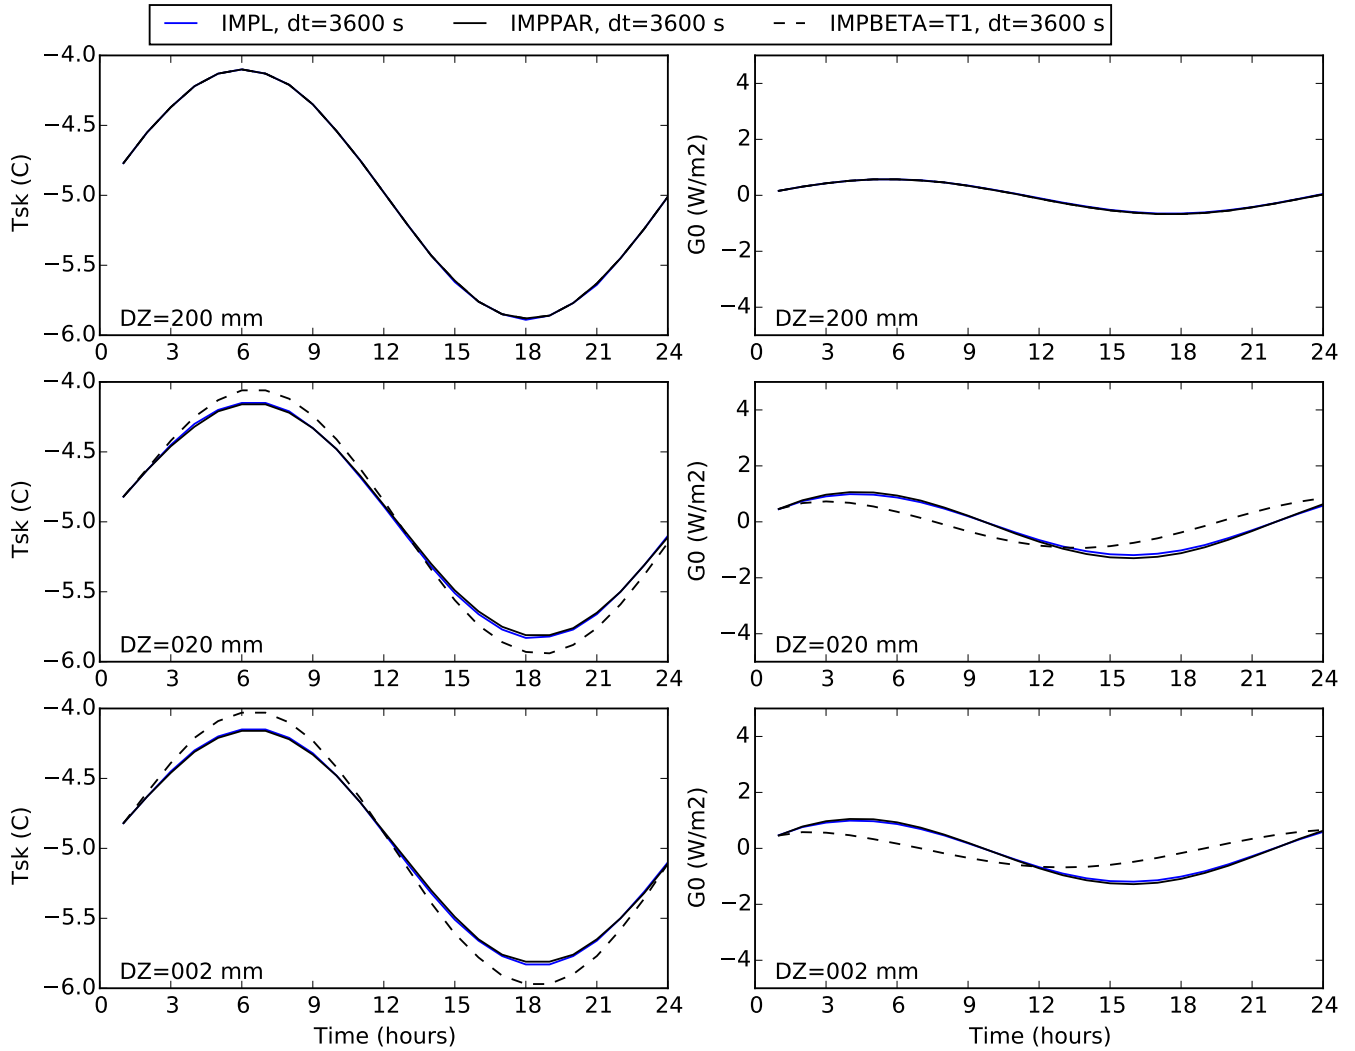 IMPL, dt=3600 s IMPPAR, dt=3600 s IMPBETA=T1, dt=3600 s
−4.0
−4.5
−5.0
−5.5
−6.0
Tsk (C)
DZ=200 mm
0 3 6 9 12 15 18 21 24
4
2
0
−2
−4
G0 (W/m2)
DZ=200 mm
0 3 6 9 12 15 18 21 24
−4.0
−4.5
−5.0
−5.5
−6.0
Tsk (C)
DZ=020 mm
0 3 6 9 12 15 18 21 24
4
2
0
−2
−4
G0 (W/m2)
DZ=020 mm
0 3 6 9 12 15 18 21 24
−4.0
−4.5
−5.0
−5.5
−6.0
Tsk (C)
DZ=002 mm
0 3 6 9 12 15 18 21 24
Time (hours)
4
2
0
−2
−4
G0 (W/m2)
DZ=002 mm
0 3 6 9 12 15 18 21 24
Time (hours)